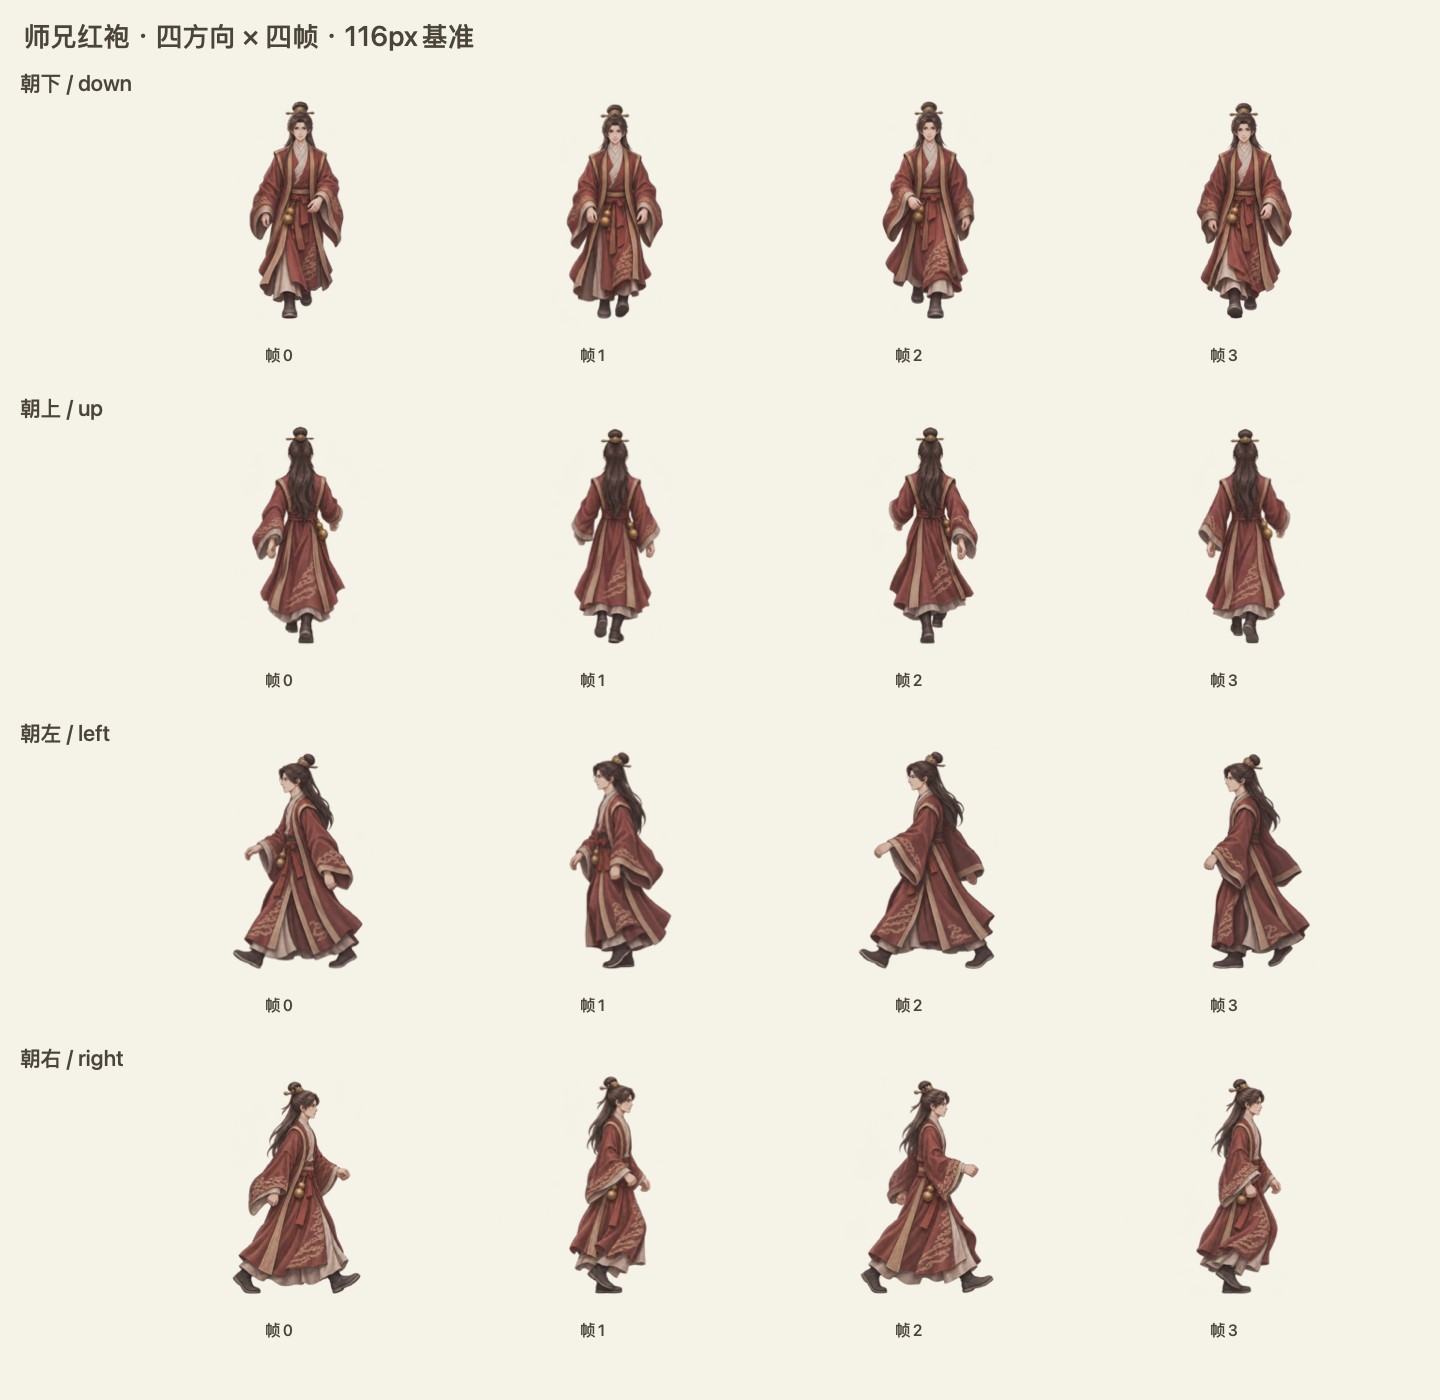 师兄红袍 · 四方向 × 四帧 · 116px 基准
朝下 / down
帧 0
帧 1
帧 2
帧 3
朝上 / up
帧 0
帧 1
帧 2
帧 3
朝左 / left
帧 0
帧 1
帧 2
帧 3
朝右 / right
帧 0
帧 1
帧 2
帧 3